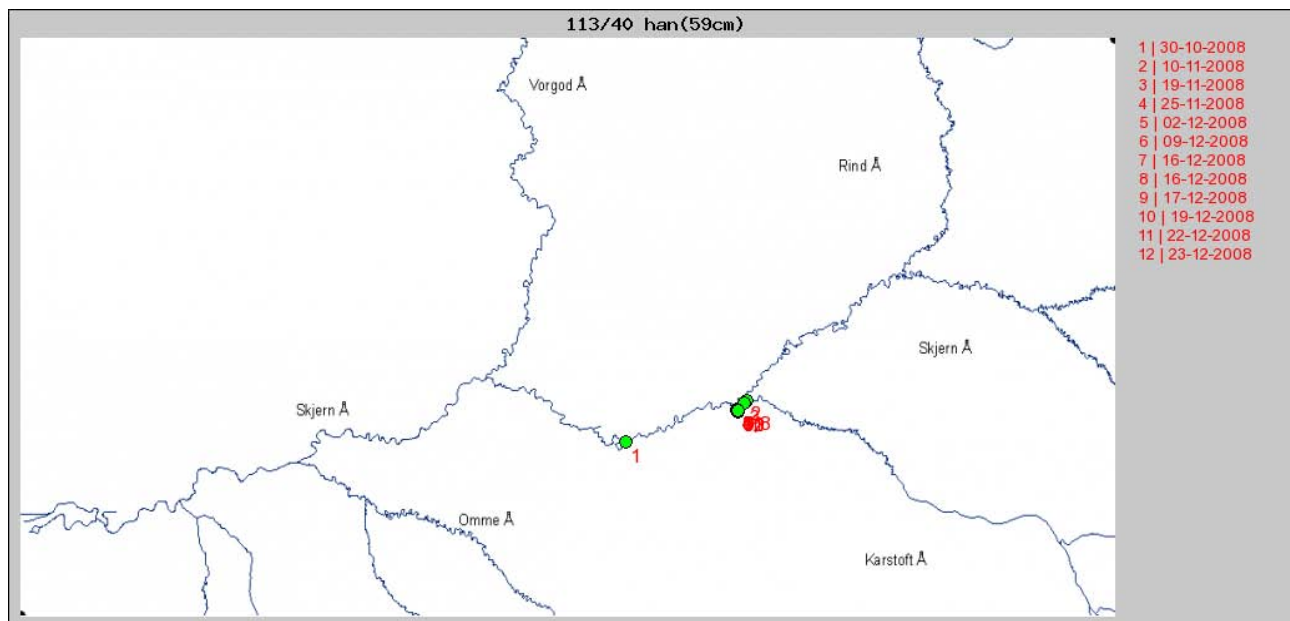 113/40 han(59cm)
1 | 30-10-2008
2 | 10-11-2008
3 | 19-11-2008
4 | 25-11-2008
5 | 02-12-2008
6 | 09-12-2008
7 | 16-12-2008
8 | 16-12-2008
9 | 17-12-2008
10 | 19-12-2008
11 | 22-12-2008
12 | 23-12-2008
Vorgod Å
Rind Å
Skjern Å
Skjern Å
2
1
Omme Å
Karstoft Å